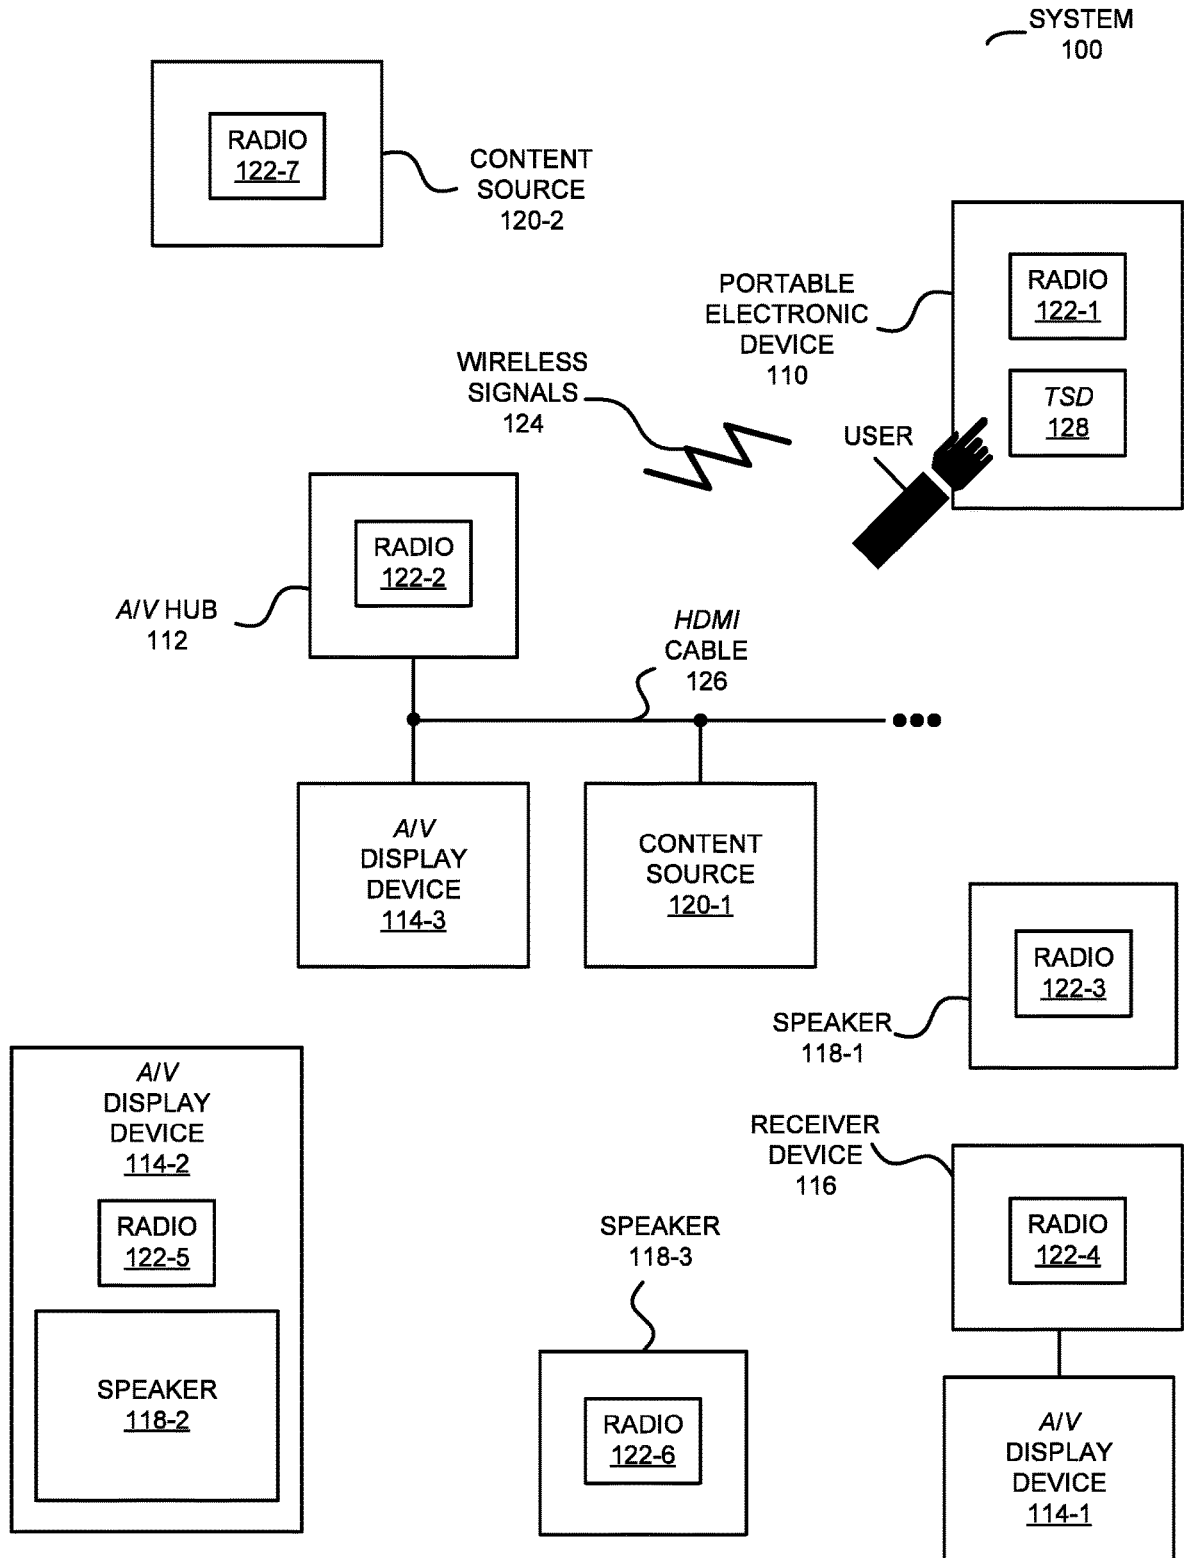 SYSTEM
100
RADIO
122-7
CONTENT
SOURCE
120-2
PORTABLE
ELECTRONIC
DEVICE
110
RADIO
122-1
TSD
128
WIRELESS
SIGNALS
124
USER
RADIO
122-2
A/V HUB
112
HDMI
CABLE
126
A/V
DISPLAY
DEVICE
114-3
CONTENT
SOURCE
120-1
RADIO
122-3
SPEAKER
118-1
A/V
DISPLAY
DEVICE
114-2
RADIO
122-5
SPEAKER
118-2
RECEIVER
DEVICE
116
RADIO
122-4
SPEAKER
118-3
RADIO
122-6
A/V
DISPLAY
DEVICE
114-1